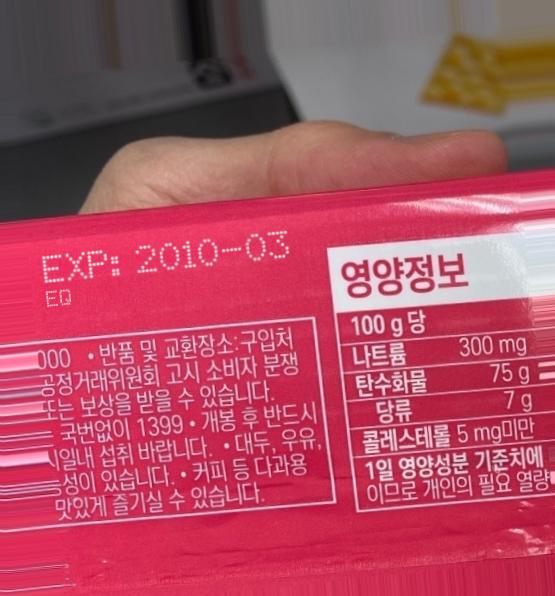 EXP: 2010-03
EQ
000 • 반품 및 교환장소:구입처
공정거래위원회 고시 소비자 분쟁
또는 보상을 받을 수 있습니다.
국번없이 1399 • 개봉 후 반드시
시일내 섭취 바랍니다. • 대두, 우유,
성이 있습니다. • 커피 등 다과용
맛있게 즐기실 수 있습니다.
영양정보
100 g 당
나트륨 300 mg
탄수화물 75 g
당류 7 g
콜레스테롤 5 mg미만
1일 영양성분 기준치에
이므로 개인의 필요 열량